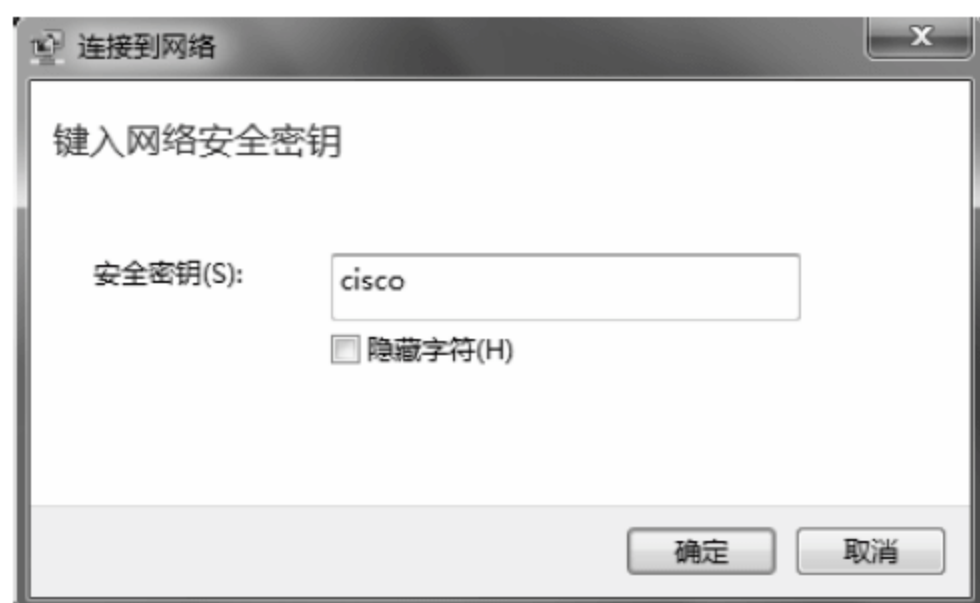 连接到网络
键入网络安全密钥
安全密钥(S):
cisco
隐藏字符(H)
确定
取消